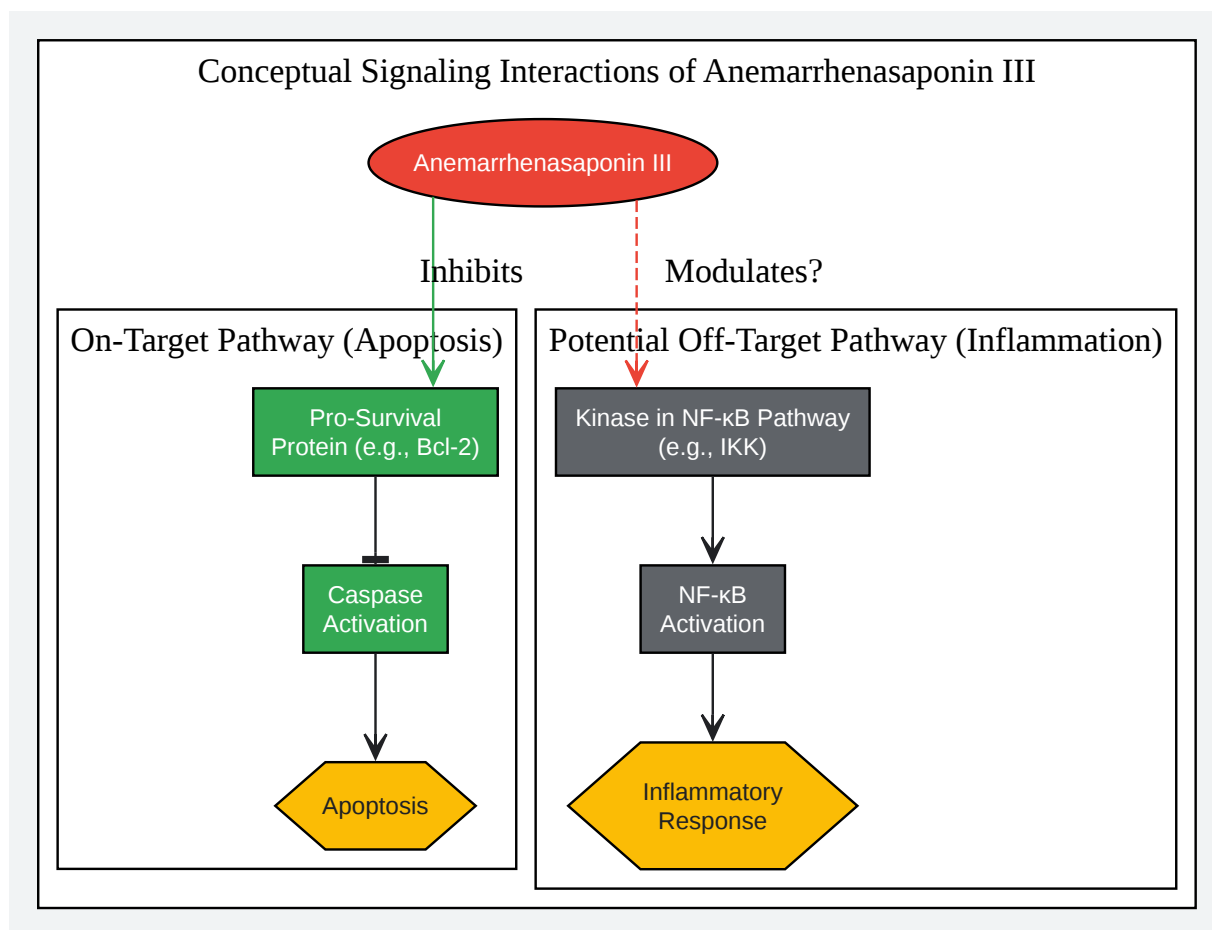 Conceptual Signaling Interactions of Anemarrhenasaponin III
Anemarrhenasaponin III
Inhibits
Modulates?
On-Target Pathway (Apoptosis)
Pro-Survival
Protein (e.g., Bcl-2)
Caspase
Activation
Apoptosis
Potential Off-Target Pathway (Inflammation)
Kinase in NF-κB Pathway
(e.g., IKK)
NF-κB
Activation
Inflammatory
Response